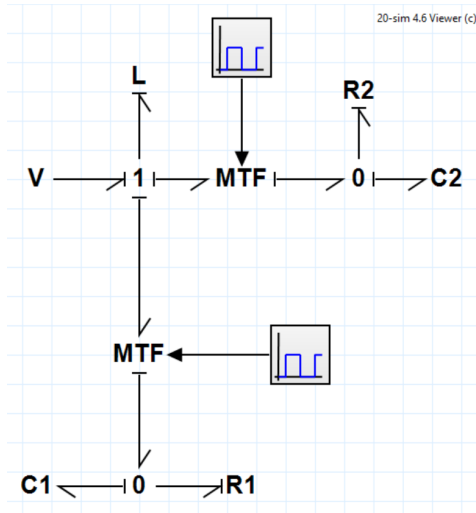 20-sim 4.6 Viewer (c)
L
R2
V 1 MTF 0 C2
MTF
C1 0 R1